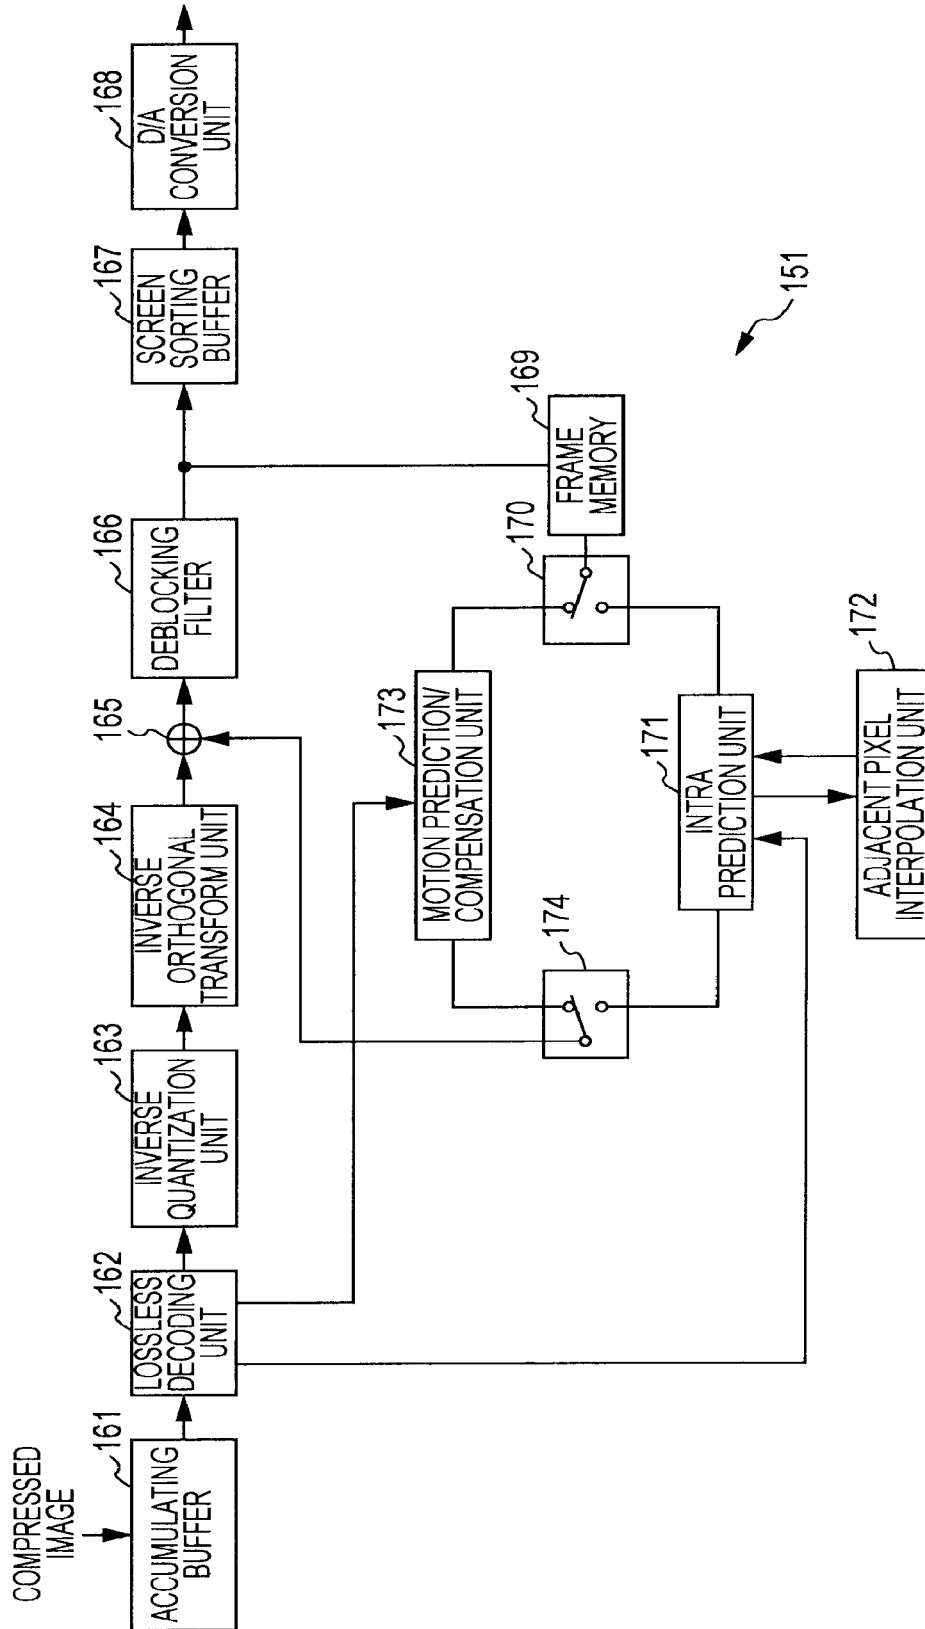 COMPRESSED
IMAGE
161
ACCUMULATING
BUFFER
162
LOSSLESS
DECODING
UNIT
163
INVERSE
QUANTIZATION
UNIT
164
INVERSE
ORTHOGONAL
TRANSFORM UNIT
165
166
DEBLOCKING
FILTER
167
SCREEN
SORTING
BUFFER
168
D/A
CONVERSION
UNIT
173
MOTION PREDICTION/
COMPENSATION UNIT
174
170
169
FRAME
MEMORY
151
171
INTRA
PREDICTION UNIT
172
ADJACENT PIXEL
INTERPOLATION UNIT